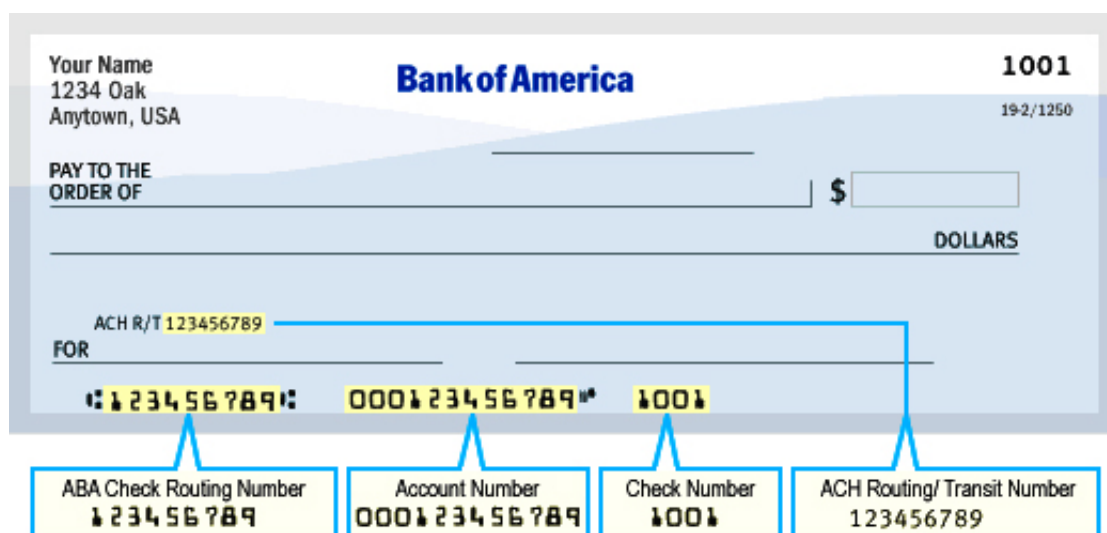 Your Name
1234 Oak
Anytown, USA
Bank of America
1001
19-2/1250
PAY TO THE
ORDER OF
$
DOLLARS
ACH R/T 123456789
FOR
⑆123456789⑆ 000123456789⑈ 1001
ABA Check Routing Number
123456789
Account Number
000123456789
Check Number
1001
ACH Routing/ Transit Number
123456789